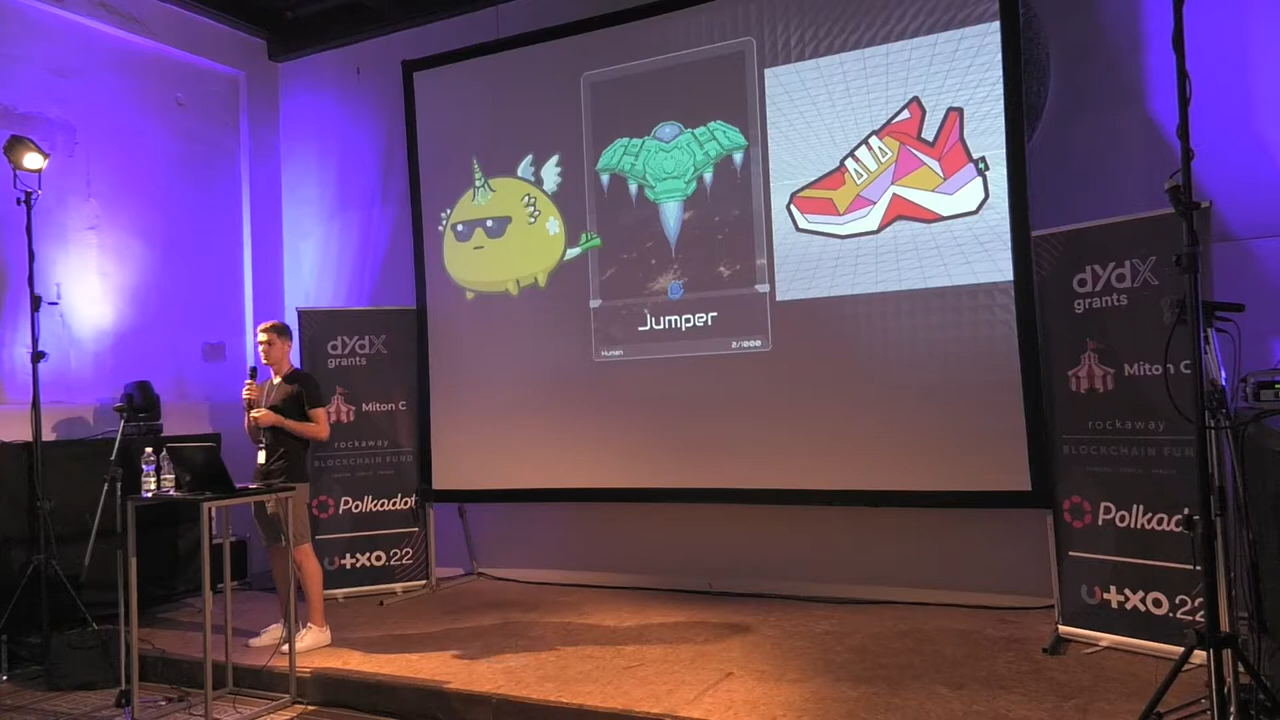 Jumper
Human
2/1000
dYdX
grants
Miton C
rockaway
BLOCKCHAIN FUND
Polkadot
utxo.22
dYdX
grants
Miton C
rockaway
BLOCKCHAIN FUN
Polkad
utxo.22